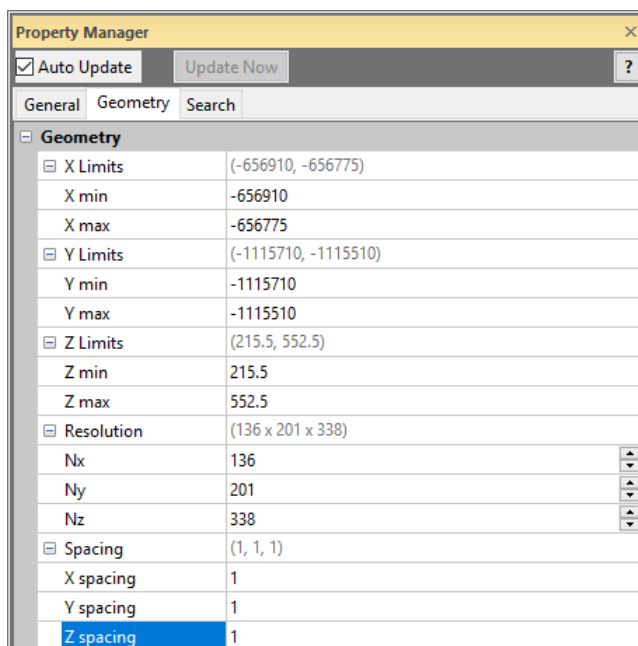 Property Manager ×
Auto Update Update Now ?
General Geometry Search
Geometry
X Limits (-656910, -656775)
X min -656910
X max -656775
Y Limits (-1115710, -1115510)
Y min -1115710
Y max -1115510
Z Limits (215.5, 552.5)
Z min 215.5
Z max 552.5
Resolution (136 x 201 x 338)
Nx 136
Ny 201
Nz 338
Spacing (1, 1, 1)
X spacing 1
Y spacing 1
Z spacing 1